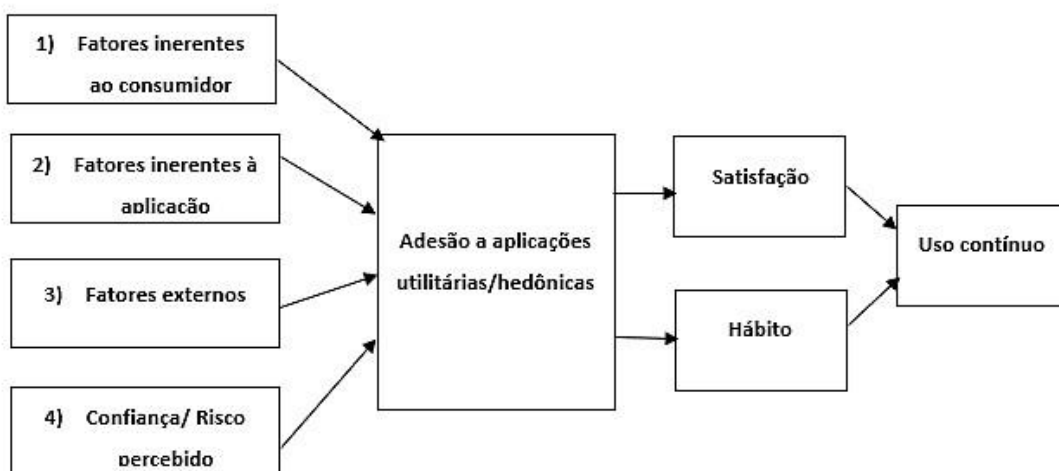 1) Fatores inerentes
ao consumidor
2) Fatores inerentes à
aplicação
3) Fatores externos
4) Confiança/ Risco
percebido
Adesão a aplicações
utilitárias/hedônicas
Satisfação
Hábito
Uso contínuo